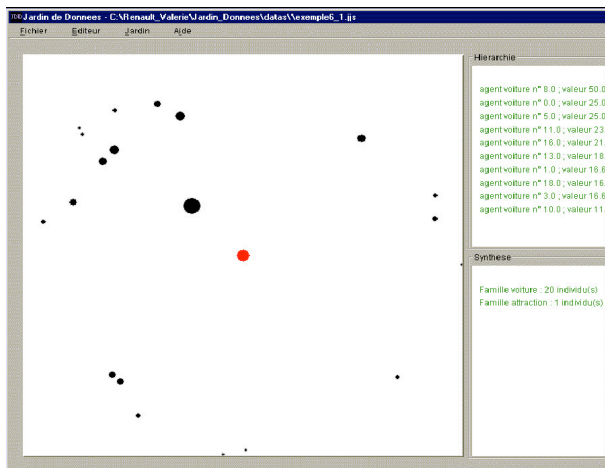 Jardin de Donnees - C:\Renault_Valerie\Jardin_Donnees\datas\\exemple6_1.jjs
Fichier Editeur Jardin Aide
Hierarchie
agent voiture n° 8.0 ; valeur 50.0
agent voiture n° 0.0 ; valeur 25.0
agent voiture n° 5.0 ; valeur 25.0
agent voiture n° 11.0 ; valeur 23.
agent voiture n° 16.0 ; valeur 21.
agent voiture n° 13.0 ; valeur 18.
agent voiture n° 1.0 ; valeur 16.6
agent voiture n° 18.0 ; valeur 16.
agent voiture n° 3.0 ; valeur 16.6
agent voiture n° 10.0 ; valeur 11.
Synthese
Famille voiture : 20 individu(s)
Famille attraction : 1 individu(s)